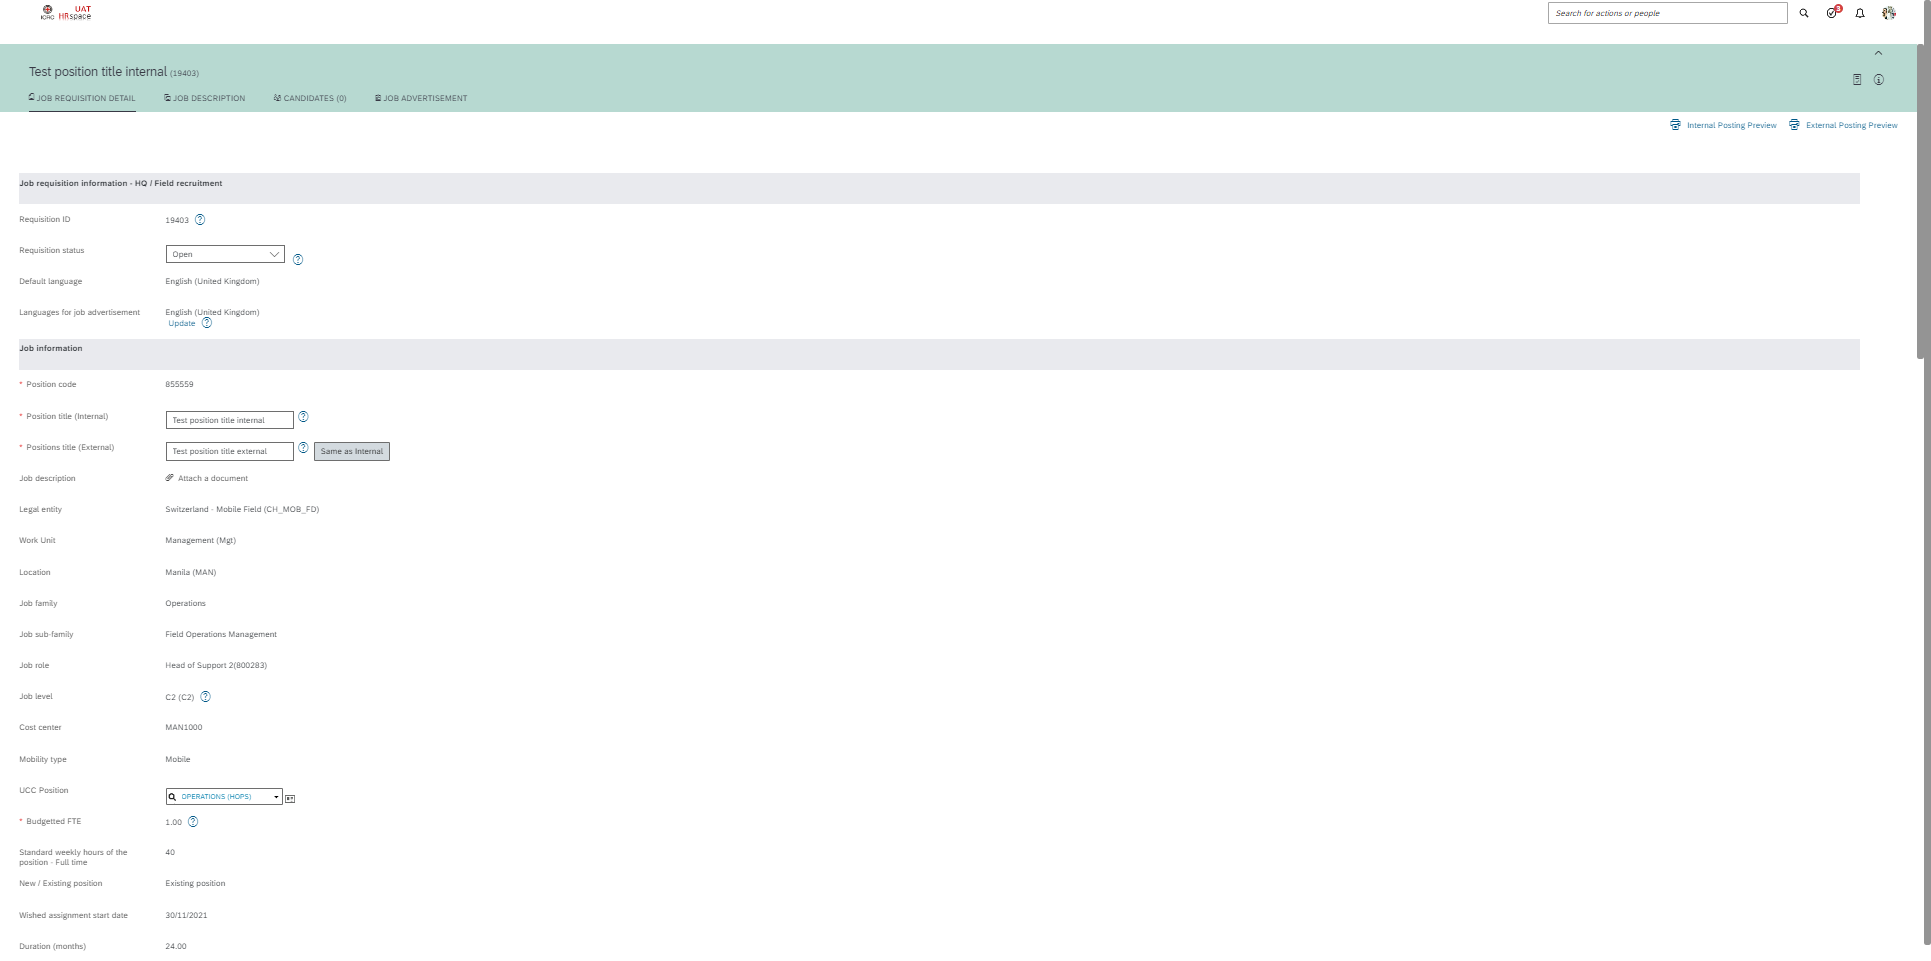 UAT
ICRC HRspace
Search for actions or people
3
Test position title internal (19403)
JOB REQUISITION DETAIL
JOB DESCRIPTION
CANDIDATES (0)
JOB ADVERTISEMENT
Internal Posting Preview
External Posting Preview
Job requisition information - HQ / Field recruitment
Requisition ID 19403 ?
Requisition status Open ?
Default language English (United Kingdom)
Languages for job advertisement English (United Kingdom)
Update ?
Job information
* Position code 855559
* Position title (Internal) Test position title internal ?
* Positions title (External) Test position title external ? Same as Internal
Job description Attach a document
Legal entity Switzerland - Mobile Field (CH_MOB_FD)
Work Unit Management (Mgt)
Location Manila (MAN)
Job family Operations
Job sub-family Field Operations Management
Job role Head of Support 2(800283)
Job level C2 (C2) ?
Cost center MAN1000
Mobility type Mobile
UCC Position OPERATIONS (HOPS)
* Budgetted FTE 1.00 ?
Standard weekly hours of the 40
position - Full time
New / Existing position Existing position
Wished assignment start date 30/11/2021
Duration (months) 24.00